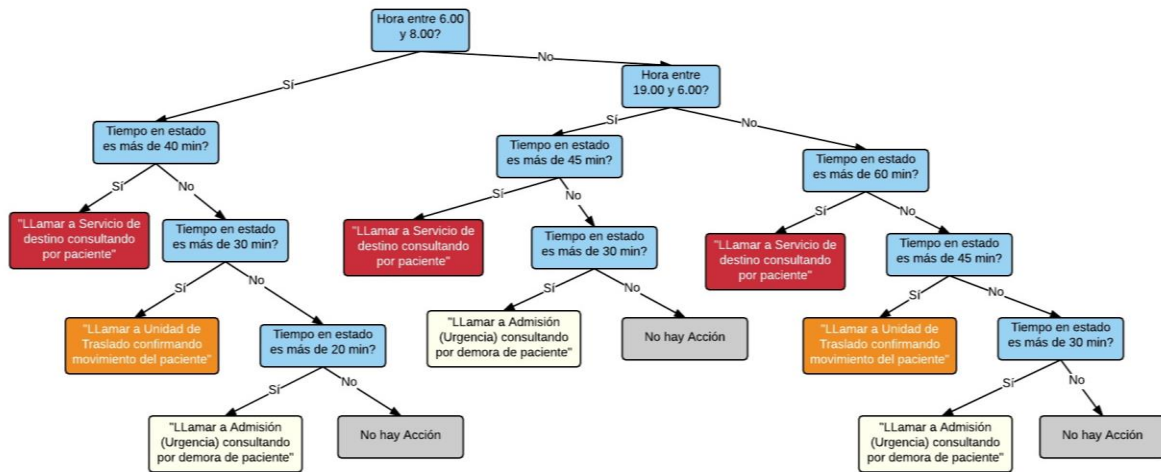 Hora entre 6.00
y 8.00?
No
Sí
Hora entre
19.00 y 6.00?
Sí
No
Tiempo en estado
es más de 40 min?
Tiempo en estado
es más de 45 min?
Tiempo en estado
es más de 60 min?
Sí
No
Sí
No
Sí
No
"LLamar a Servicio de
destino consultando
por paciente"
Tiempo en estado
es más de 30 min?
"LLamar a Servicio de
destino consultando
por paciente"
Tiempo en estado
es más de 30 min?
"LLamar a Servicio de
destino consultando
por paciente"
Tiempo en estado
es más de 45 min?
Sí
No
Sí
No
Sí
No
"LLamar a Unidad de
Traslado confirmando
movimiento del paciente"
Tiempo en estado
es más de 20 min?
"LLamar a Admisión
(Urgencia) consultando
por demora de paciente"
No hay Acción
"LLamar a Unidad de
Traslado confirmando
movimiento del paciente"
Tiempo en estado
es más de 30 min?
Sí
No
Sí
No
"LLamar a Admisión
(Urgencia) consultando
por demora de paciente"
No hay Acción
"LLamar a Admisión
(Urgencia) consultando
por demora de paciente"
No hay Acción